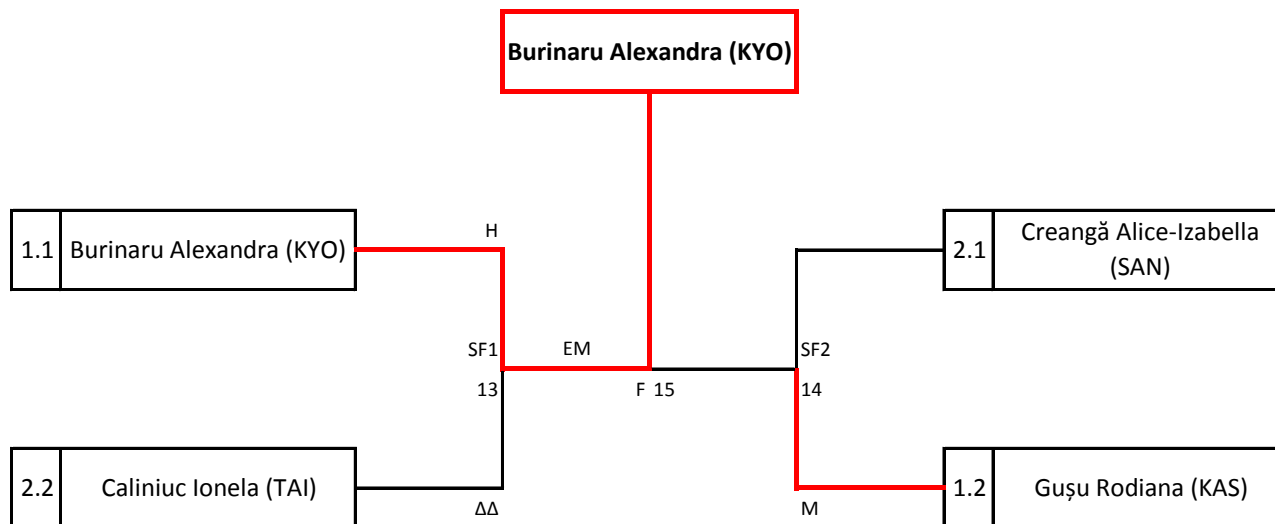 Burinaru Alexandra (KYO)
H
1.1 Burinaru Alexandra (KYO)
2.1 Creangă Alice-Izabella
(SAN)
SF1 EM SF2
13 F 15 14
2.2 Caliniuc Ionela (TAI)
1.2 Gușu Rodiana (KAS)
ΔΔ M